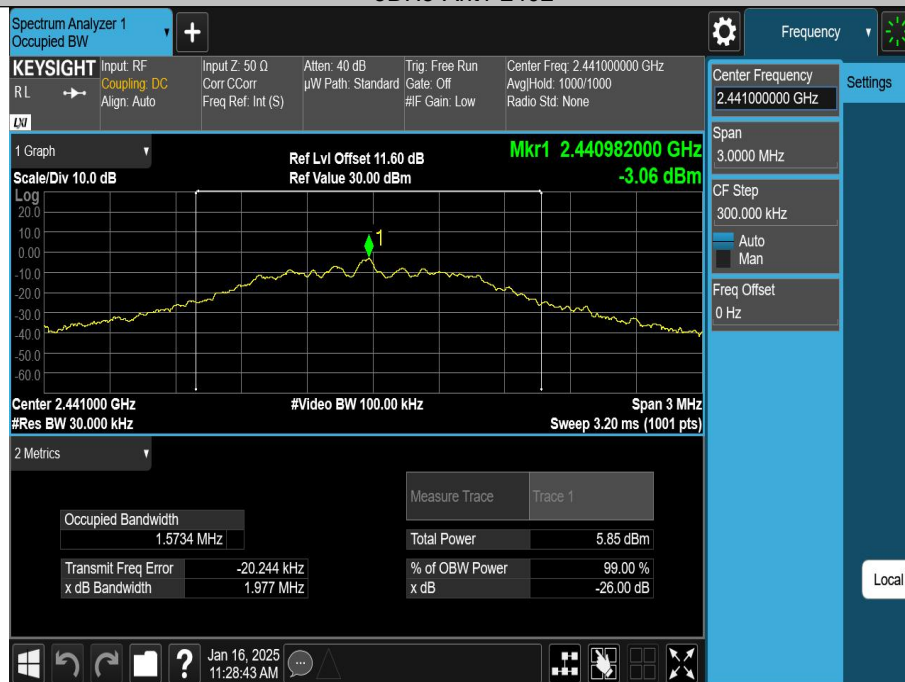 Spectrum Analyzer 1
Occupied BW
Frequency
KEYSIGHT
RL
LXI
Input: RF
Coupling: DC
Align: Auto
Input Z: 50 Ω
Corr CCorr
Freq Ref: Int (S)
Atten: 40 dB
µW Path: Standard
Trig: Free Run
Gate: Off
#IF Gain: Low
Center Freq: 2.441000000 GHz
Avg|Hold: 1000/1000
Radio Std: None
Center Frequency
2.441000000 GHz
Settings
Span
3.0000 MHz
CF Step
300.000 kHz
Auto
Man
Freq Offset
0 Hz
1 Graph
Scale/Div 10.0 dB
Ref Lvl Offset 11.60 dB
Ref Value 30.00 dBm
Mkr1 2.440982000 GHz
-3.06 dBm
Log
20.0
10.0
0.00
-10.0
-20.0
-30.0
-40.0
-50.0
-60.0
1
Center 2.441000 GHz
#Res BW 30.000 kHz
#Video BW 100.00 kHz
Span 3 MHz
Sweep 3.20 ms (1001 pts)
2 Metrics
Measure Trace Trace 1
Occupied Bandwidth
1.5734 MHz
Total Power 5.85 dBm
Transmit Freq Error -20.244 kHz
% of OBW Power 99.00 %
x dB Bandwidth 1.977 MHz
x dB -26.00 dB
Local
?
Jan 16, 2025
11:28:43 AM